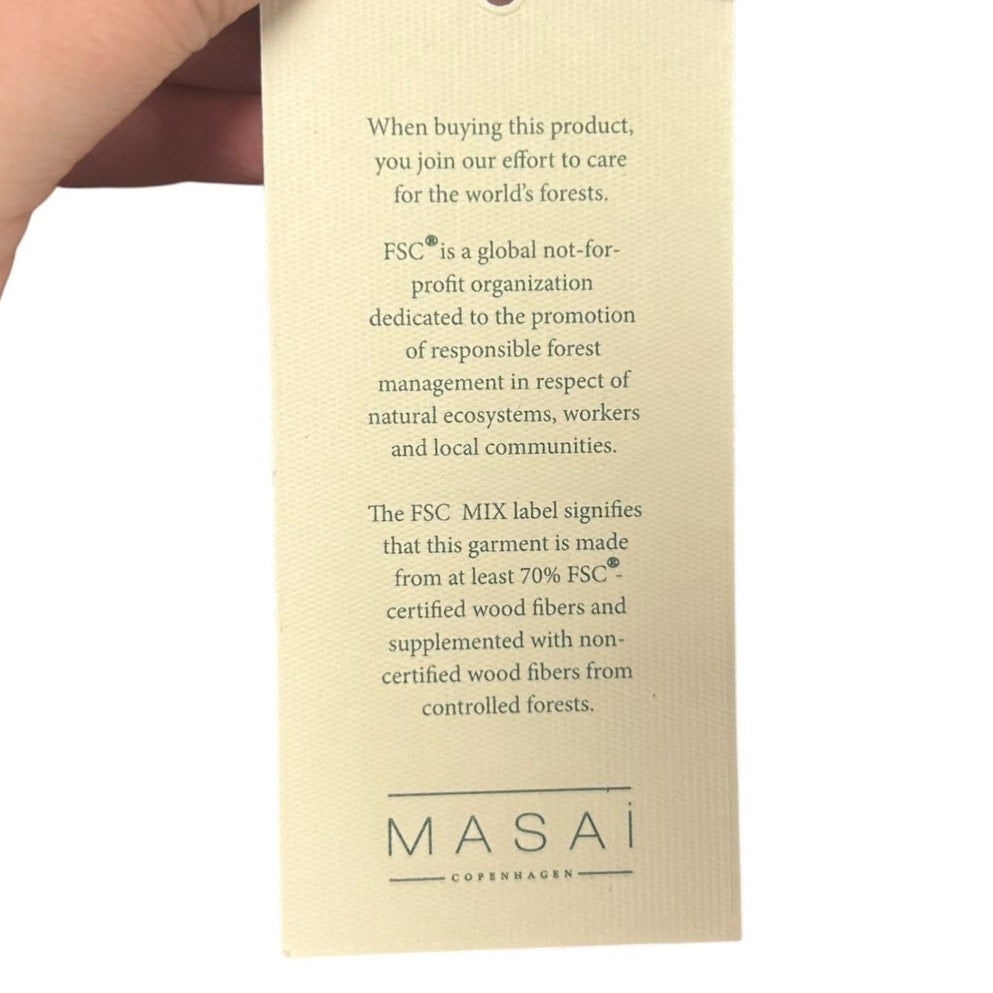 When buying this product,
you join our effort to care
for the world's forests.
FSC® is a global not-for-
profit organization
dedicated to the promotion
of responsible forest
management in respect of
natural ecosystems, workers
and local communities.
The FSC MIX label signifies
that this garment is made
from at least 70% FSC®-
certified wood fibers and
supplemented with non-
certified wood fibers from
controlled forests.
MASAI
COPENHAGEN